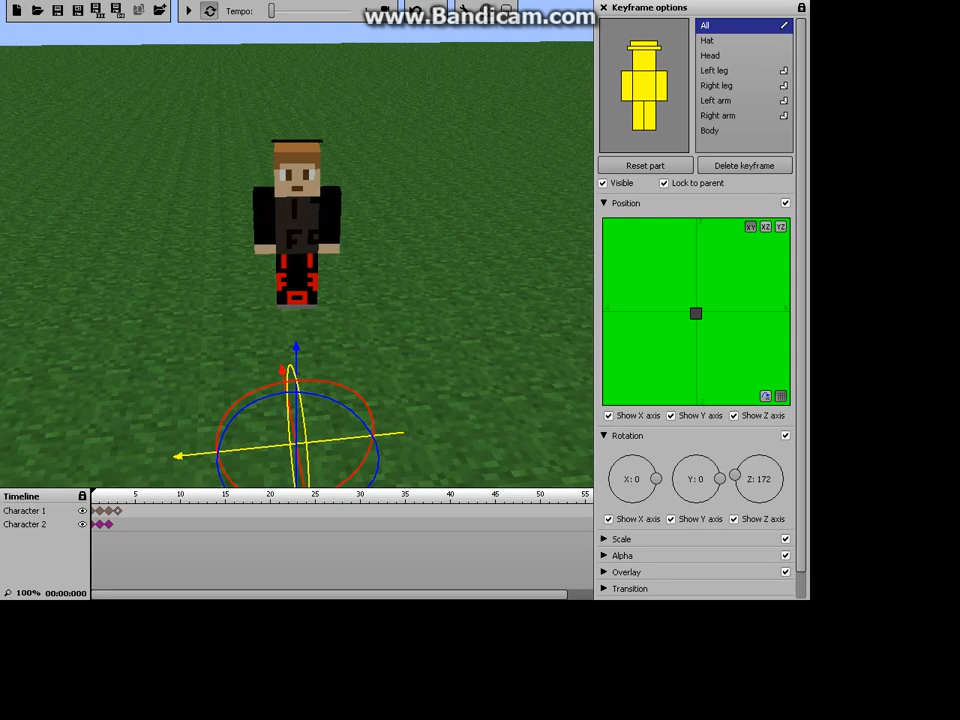 Tempo:
www.Bandicam.com
Keyframe options
All
Hat
Head
Left leg
Right leg
Left arm
Right arm
Body
Reset part
Delete keyframe
Visible
Lock to parent
Position
XY XZ YZ
Show X axis Show Y axis Show Z axis
Rotation
X: 0 Y: 0 Z: 172
Show X axis Show Y axis Show Z axis
Scale
Alpha
Overlay
Transition
Timeline
5 10 15 20 25 30 35 40 45 50 55
Character 1
Character 2
100% 00:00:000